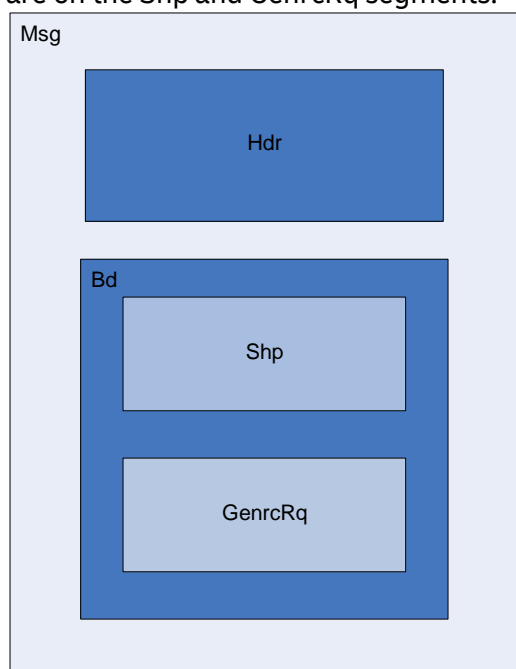 are on the Shp and GenrcRq segments.
Msg
Hdr
Bd
Shp
GenrcRq